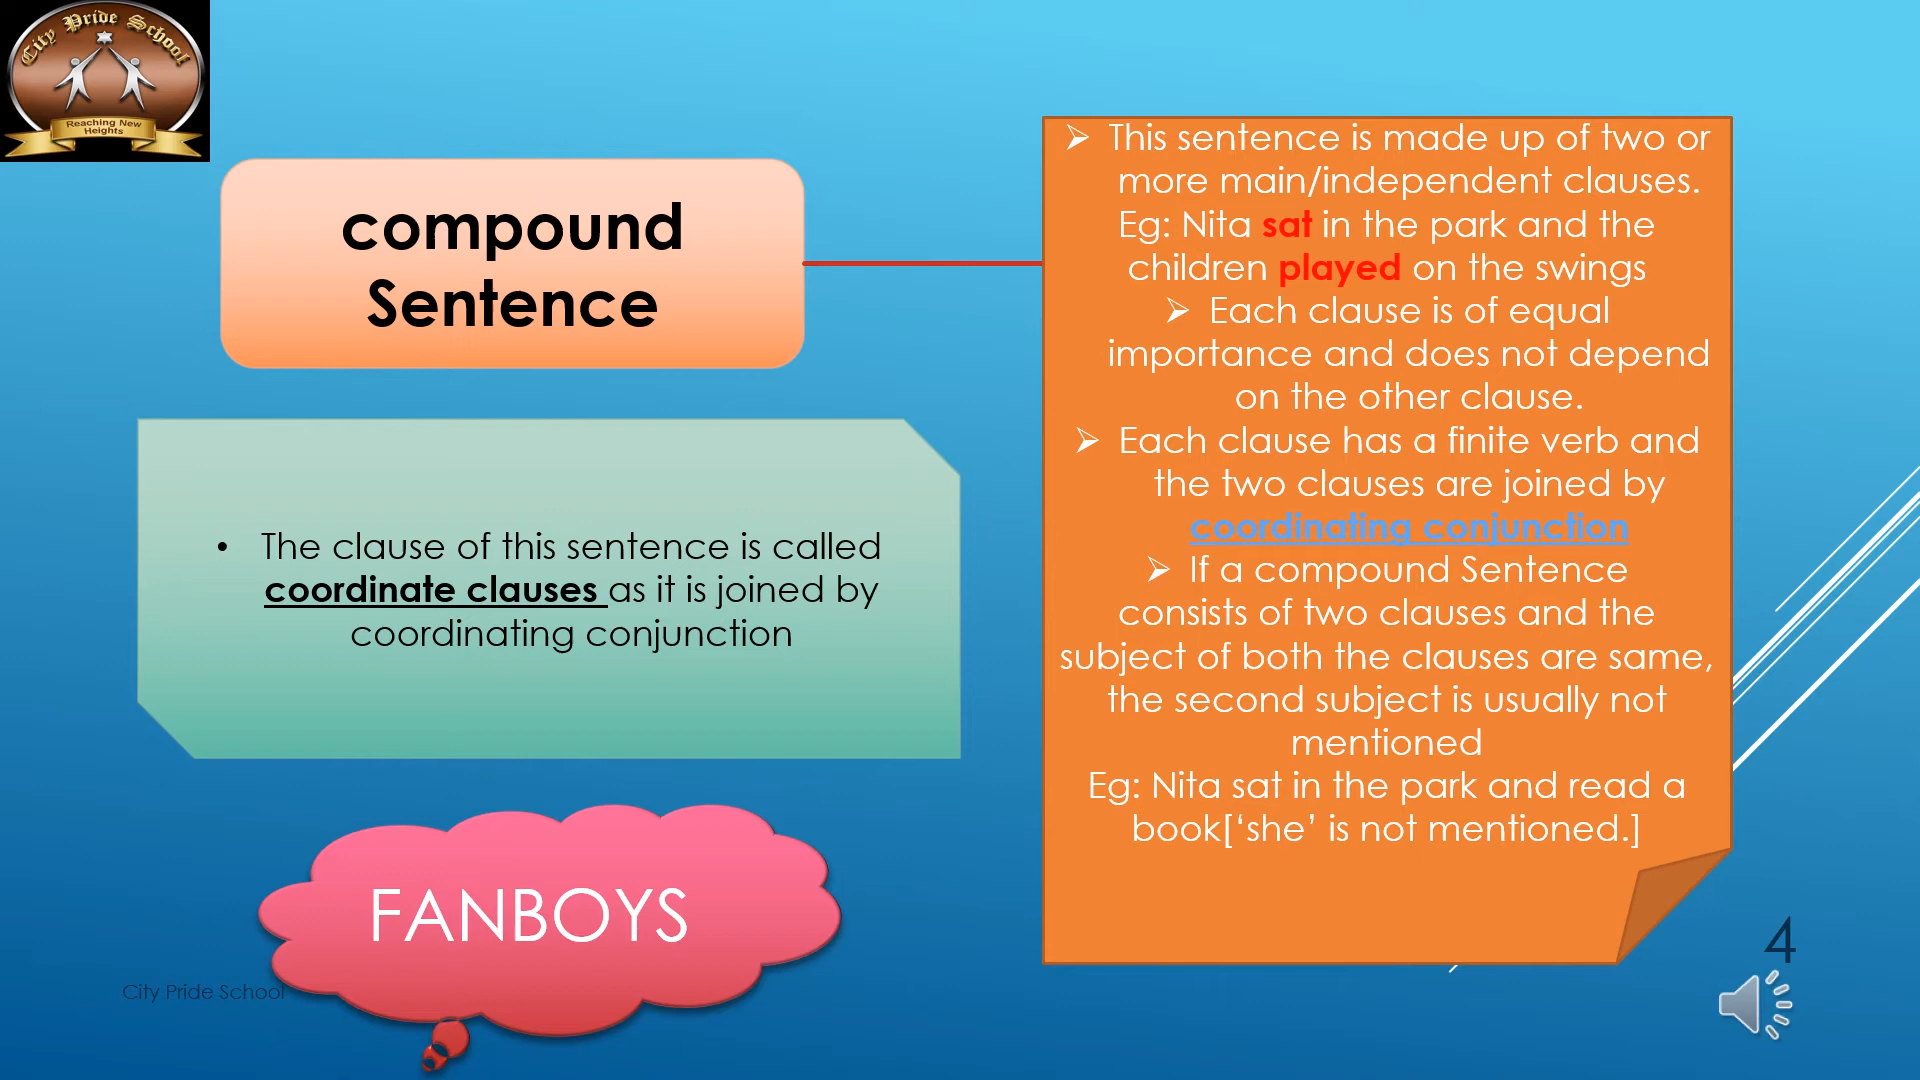 City Pride School
Reaching New
Heights
compound
Sentence
• The clause of this sentence is called
coordinate clauses as it is joined by
coordinating conjunction
FANBOYS
City Pride School
➢ This sentence is made up of two or
more main/independent clauses.
Eg: Nita sat in the park and the
children played on the swings
➢ Each clause is of equal
importance and does not depend
on the other clause.
➢ Each clause has a finite verb and
the two clauses are joined by
coordinating conjunction
➢ If a compound Sentence
consists of two clauses and the
subject of both the clauses are same,
the second subject is usually not
mentioned
Eg: Nita sat in the park and read a
book[‘she’ is not mentioned.]
4